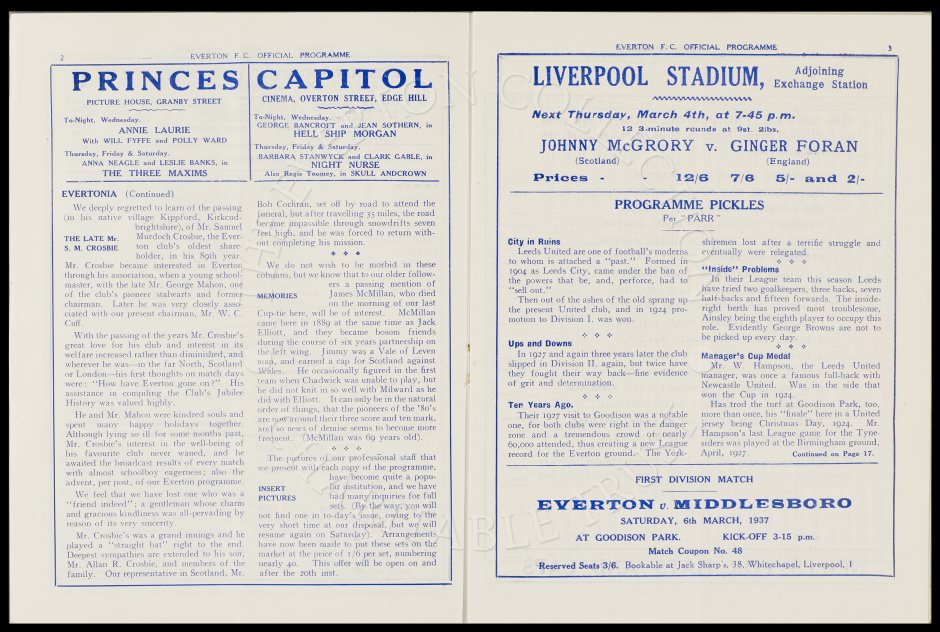 2
EVERTON F.C. OFFICIAL PROGRAMME
PRINCES
PICTURE HOUSE, GRANBY STREET
To-Night, Wednesday.
ANNIE LAURIE
With WILL FYFFE and POLLY WARD
Thursday, Friday & Saturday.
ANNA NEAGLE and LESLIE BANKS, in
THE THREE MAXIMS
CAPITOL
CINEMA, OVERTON STREET, EDGE HILL
To-Night, Wednesday.
GEORGE BANCROFT and JEAN SOTHERN, in
HELL SHIP MORGAN
Thursday, Friday & Saturday.
BARBARA STANWYCK and CLARK GABLE, in
NIGHT NURSE
Also Regis Toomey, in SKULL AND CROWN
EVERTONIA (Continued)
We deeply regretted to learn of the passing
(in his native village Kippford, Kirkcud-
brightshire), of Mr. Samuel
THE LATE Mr. S. M. CROSBIE
Murdoch Crosbie, the Ever-
ton club's oldest share-
holder, in his 89th year.
Mr. Crosbie became interested in Everton
through his association, when a young school-
master, with the late Mr. George Mahon, one
of the club's pioneer stalwarts and former
chairman. Later he was very closely asso-
ciated with our present chairman, Mr. W. C.
Cuff.
With the passing of the years Mr. Crosbie's
great love for his club and interest in its
welfare increased rather than diminished, and
wherever he was—in the far North, Scotland
or London—his first thoughts on match days
were: "How have Everton gone on?" His
assistance in compiling the Club's Jubilee
History was valued highly.
He and Mr. Mahon were kindred souls and
spent many happy holidays together.
Although lying so ill for some months past,
Mr. Crosbie's interest in the well-being of
his favourite club never waned, and he
awaited the broadcast results of every match
with almost schoolboy eagerness; also the
advent, per post, of our Everton programme.
We feel that we have lost one who was a
"friend indeed"; a gentleman whose charm
and gracious kindliness was all-pervading by
reason of its very sincerity.
Mr. Crosbie's was a grand innings and he
played a "straight bat" right to the end.
Deepest sympathies are extended to his son,
Mr. Allan R. Crosbie, and members of the
family. Our representative in Scotland, Mr.
Bob Cochran, set off by road to attend the
funeral, but after travelling 35 miles, the road
became impassable through snowdrifts seven
feet high, and he was forced to return with-
out completing his mission.
We do not wish to be morbid in these
columns, but we know that to our older follow-
ers a passing mention of
MEMORIES
James McMillan, who died
on the morning of our last
Cup-tie here, will be of interest. McMillan
came here in 1889 at the same time as Jack
Elliott, and they became bosom friends
during the course of six years partnership on
the left wing. Jimmy was a Vale of Leven
man, and earned a cap for Scotland against
Wales. He occasionally figured in the first
team when Chadwick was unable to play, but
he did not knit in so well with Milward as he
did with Elliott. It can only be in the natural
order of things, that the pioneers of the '80's
are now around their three score and ten mark,
and so news of demise seems to become more
frequent. (McMillan was 69 years old).
The pictures of our professional staff that
we present with each copy of the programme,
have become quite a popu-
INSERT PICTURES
lar institution, and we have
had many inquiries for full
sets. (By the way, you will
not find one in to-day's issue, owing to the
very short time at our disposal, but we will
resume again on Saturday). Arrangements
have now been made to put these sets on the
market at the price of 1/6 per set, numbering
nearly 40. This offer will be open on and
after the 20th inst.
EVERTON F.C. OFFICIAL PROGRAMME
3
LIVERPOOL STADIUM, Adjoining Exchange Station
Next Thursday, March 4th, at 7-45 p.m.
12 3-minute rounds at 9st. 2lbs.
JOHNNY McGRORY v. GINGER FORAN
(Scotland) (England)
Prices - - 12/6 7/6 5/- and 2/-
PROGRAMME PICKLES
Per "PARR"
City in Ruins
Leeds United are one of football's moderns
to whom is attached a "past." Formed in
1904 as Leeds City, came under the ban of
the powers that be, and, perforce, had to
"sell out."
Then out of the ashes of the old sprang up
the present United club, and in 1924 pro-
motion to Division I. was won.
Ups and Downs
In 1927 and again three years later the club
slipped in Division II. again, but twice have
they fought their way back—fine evidence
of grit and determination.
Ten Years Ago.
Their 1927 visit to Goodison was a notable
one, for both clubs were right in the danger
zone and a tremendous crowd of nearly
60,000 attended, thus creating a new League
record for the Everton ground. The York-
shiremen lost after a terrific struggle and
eventually were relegated.
"Inside" Problems
In their League team this season Leeds
have tried two goalkeepers, three backs, seven
half-backs and fifteen forwards. The inside-
right berth has proved most troublesome,
Ainsley being the eighth player to occupy this
role. Evidently George Browns are not to
be picked up every day.
Manager's Cup Medal
Mr. W. Hampson, the Leeds United
manager, was once a famous full-back with
Newcastle United. Was in the side that
won the Cup in 1924.
Has trod the turf at Goodison Park, too,
more than once, his "finale" here in a United
jersey being Christmas Day, 1924. Mr.
Hampson's last League game for the Tyne-
siders was played at the Birmingham ground,
April, 1927. Continued on Page 17.
FIRST DIVISION MATCH
EVERTON v. MIDDLESBORO
SATURDAY, 6th MARCH, 1937
AT GOODISON PARK. KICK-OFF 3-15 p.m.
Match Coupon No. 48
Reserved Seats 3/6. Bookable at Jack Sharp's, 38, Whitechapel, Liverpool, 1